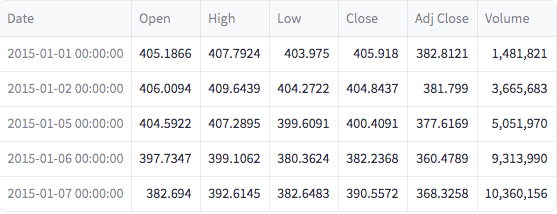 Date Open High Low Close Adj Close Volume
2015-01-01 00:00:00 405.1866 407.7924 403.975 405.918 382.8121 1,481,821
2015-01-02 00:00:00 406.0094 409.6439 404.2722 404.8437 381.799 3,665,683
2015-01-05 00:00:00 404.5922 407.2895 399.6091 400.4091 377.6169 5,051,970
2015-01-06 00:00:00 397.7347 399.1062 380.3624 382.2368 360.4789 9,313,990
2015-01-07 00:00:00 382.694 392.6145 382.6483 390.5572 368.3258 10,360,156